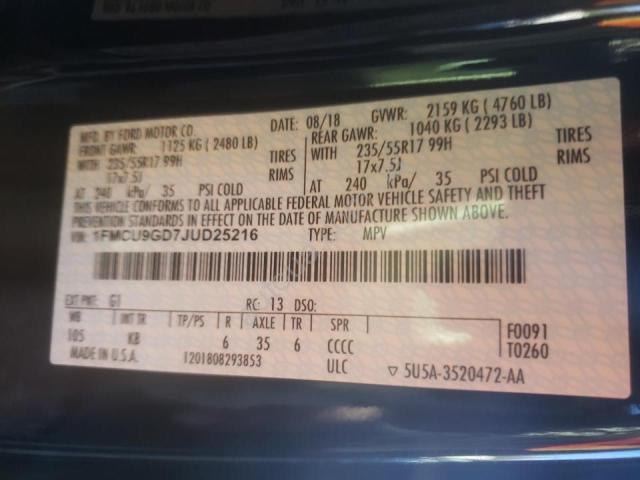 MFD. BY FORD MOTOR CO. DATE: 08/18 GVWR: 2159 KG ( 4760 LB)
FRONT GAWR: 1125 KG ( 2480 LB) REAR GAWR: 1040 KG ( 2293 LB)
WITH 235/55R17 99H TIRES WITH 235/55R17 99H TIRES
17x7.5J RIMS 17x7.5J RIMS
AT 240 kPa/ 35 PSI COLD AT 240 kPa/ 35 PSI COLD
THIS VEHICLE CONFORMS TO ALL APPLICABLE FEDERAL MOTOR VEHICLE SAFETY AND THEFT
PREVENTION STANDARDS IN EFFECT ON THE DATE OF MANUFACTURE SHOWN ABOVE.
VIN: 1FMCU9GD7JUD25216 TYPE: MPV
EXT PNT: G1 RC: 13 DSO:
WB INT TR TP/PS R AXLE TR SPR F0091
105 KB 6 35 6 CCCC T0260
MADE IN U.S.A. 1201808293853 ULC ▽ 5U5A-3520472-AA